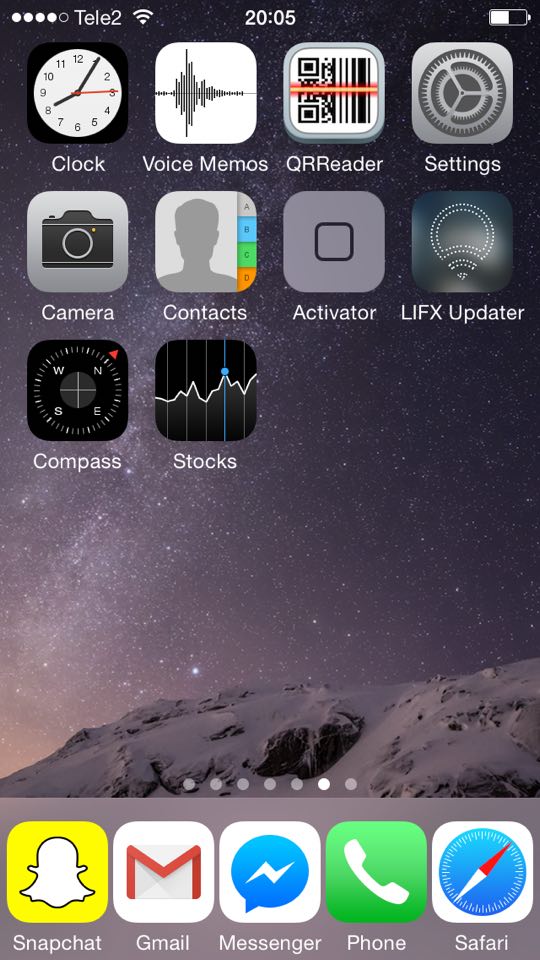 Tele2 20:05
12 1 2 3 4 5 6 7 8 9 10 11
A
B
C
D
W N
S E
Clock Voice Memos QRReader Settings
Camera Contacts Activator LIFX Updater
Compass Stocks
Snapchat Gmail Messenger Phone Safari